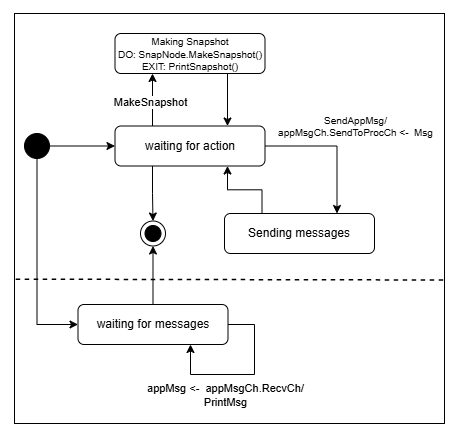 Making Snapshot
DO: SnapNode.MakeSnapshot()
EXIT: PrintSnapshot()
MakeSnapshot
SendAppMsg/
appMsgCh.SendToProcCh <- Msg
waiting for action
Sending messages
waiting for messages
appMsg <- appMsgCh.RecvCh/
PrintMsg